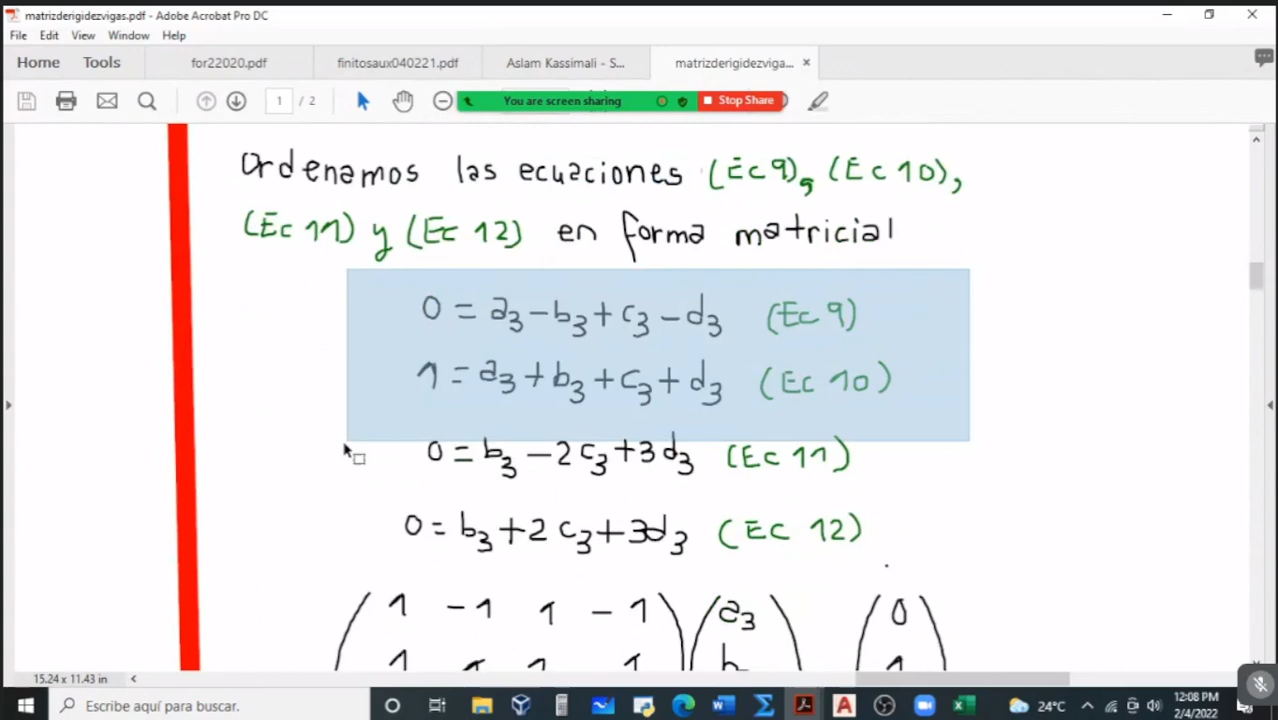 matrizderigidezvigas.pdf - Adobe Acrobat Pro DC
File Edit View Window Help
Home Tools for22020.pdf finitosaux040221.pdf Aslam Kassimali - S... matrizderigidezviga... ×
1 / 2 You are screen sharing Stop Share
Ordenamos las ecuaciones (Ec 9), (Ec 10),
(Ec 11) y (Ec 12) en forma matricial
0 = a₃ - b₃ + c₃ - d₃ (Ec 9)
1 = a₃ + b₃ + c₃ + d₃ (Ec 10)
0 = b₃ - 2c₃ + 3d₃ (Ec 11)
0 = b₃ + 2c₃ + 3d₃ (Ec 12)
1 -1 1 -1 a₃ 0
15.24 x 11.43 in
Escribe aquí para buscar. 24°C 12:08 PM
2/4/2022